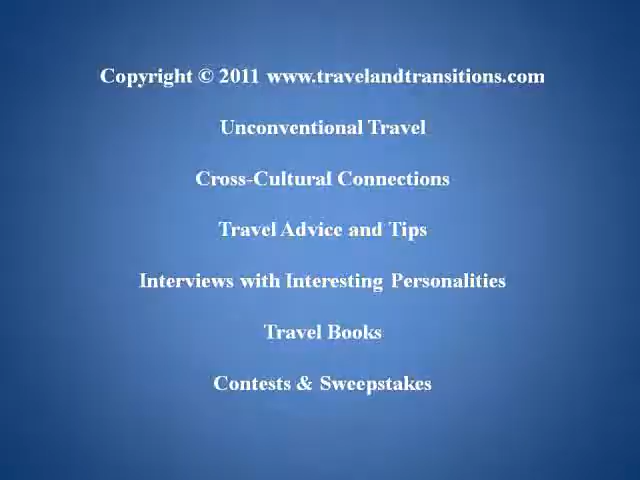 Copyright © 2011 www.travelandtransitions.com
Unconventional Travel
Cross-Cultural Connections
Travel Advice and Tips
Interviews with Interesting Personalities
Travel Books
Contests & Sweepstakes